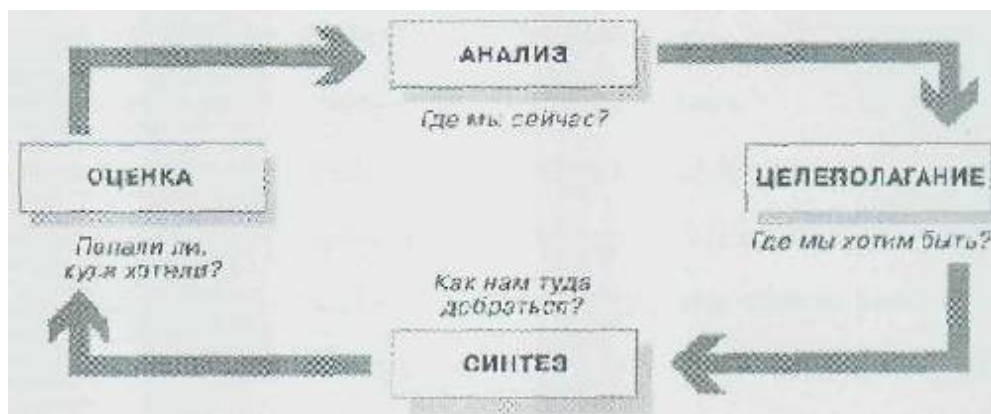 АНАЛИЗ
Где мы сейчас?
ОЦЕНКА
Попали ли,
куда хотели?
ЦЕЛЕПОЛАГАНИЕ
Где мы хотим быть?
Как нам туда
добраться?
СИНТЕЗ